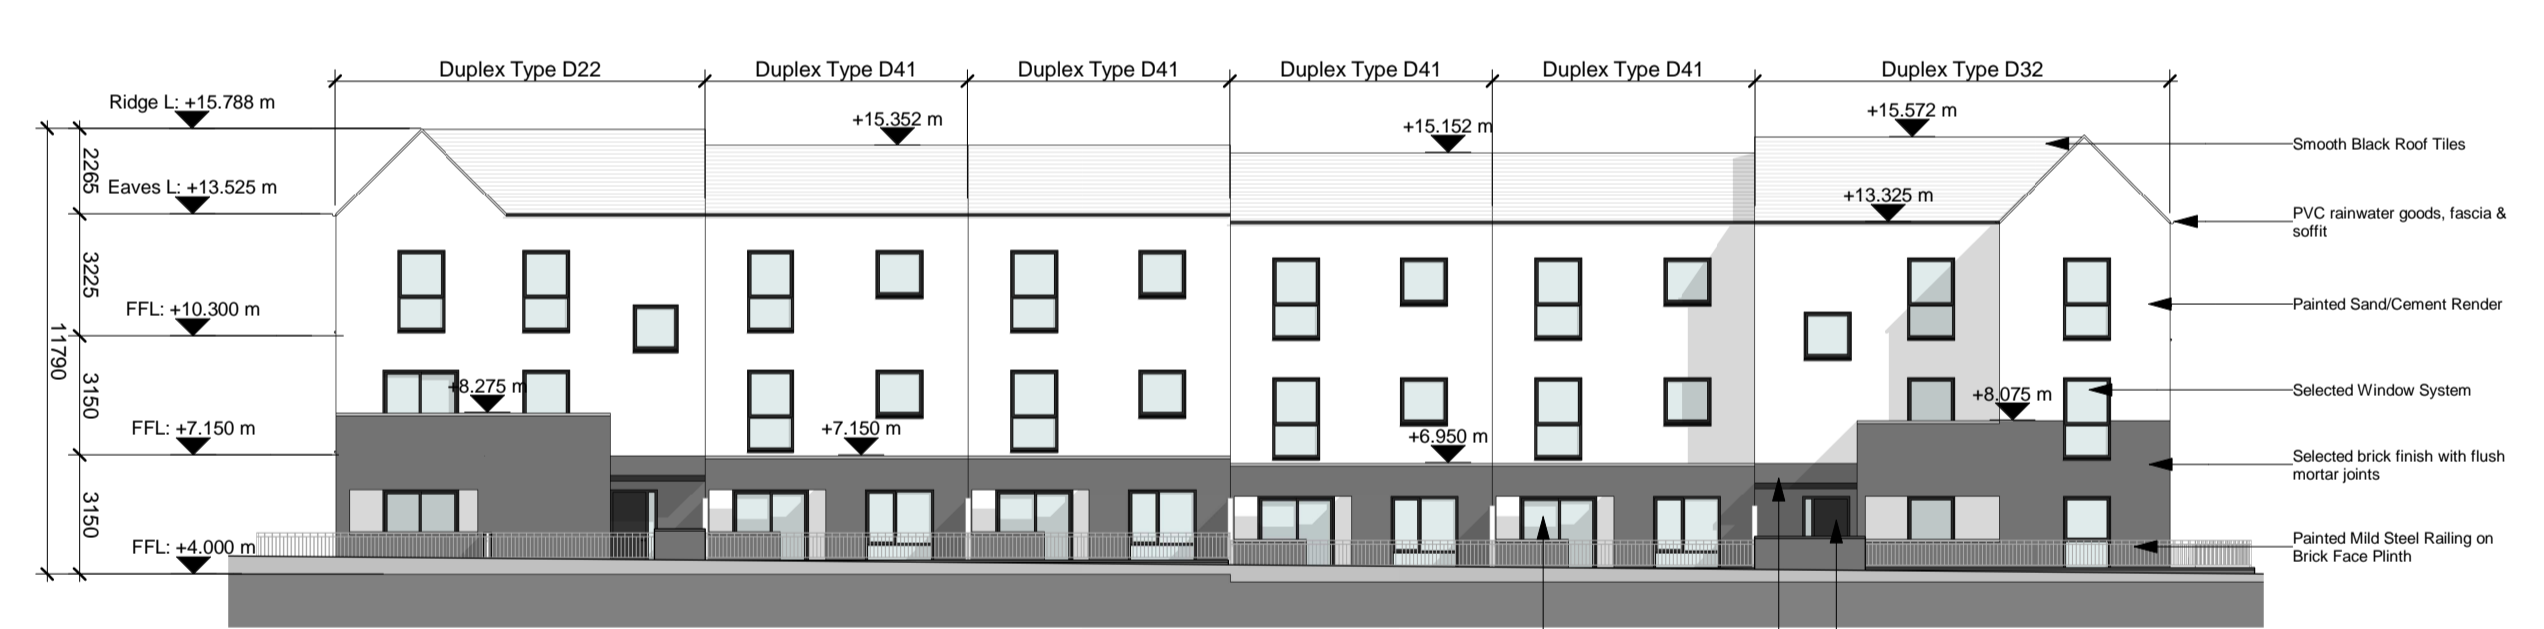 Duplex Type D22
Duplex Type D41
Duplex Type D41
Duplex Type D41
Duplex Type D41
Duplex Type D32
Ridge L: +15.788 m
+15.352 m
+15.152 m
+15.572 m
Smooth Black Roof Tiles
2265
Eaves L: +13.525 m
+13.325 m
PVC rainwater goods, fascia &
soffit
3225
FFL: +10.300 m
Painted Sand/Cement Render
11790
3150
+8.275 m
+8.075 m
Selected Window System
FFL: +7.150 m
+7.150 m
+6.950 m
Selected brick finish with flush
mortar joints
3150
FFL: +4.000 m
Painted Mild Steel Railing on
Brick Face Plinth